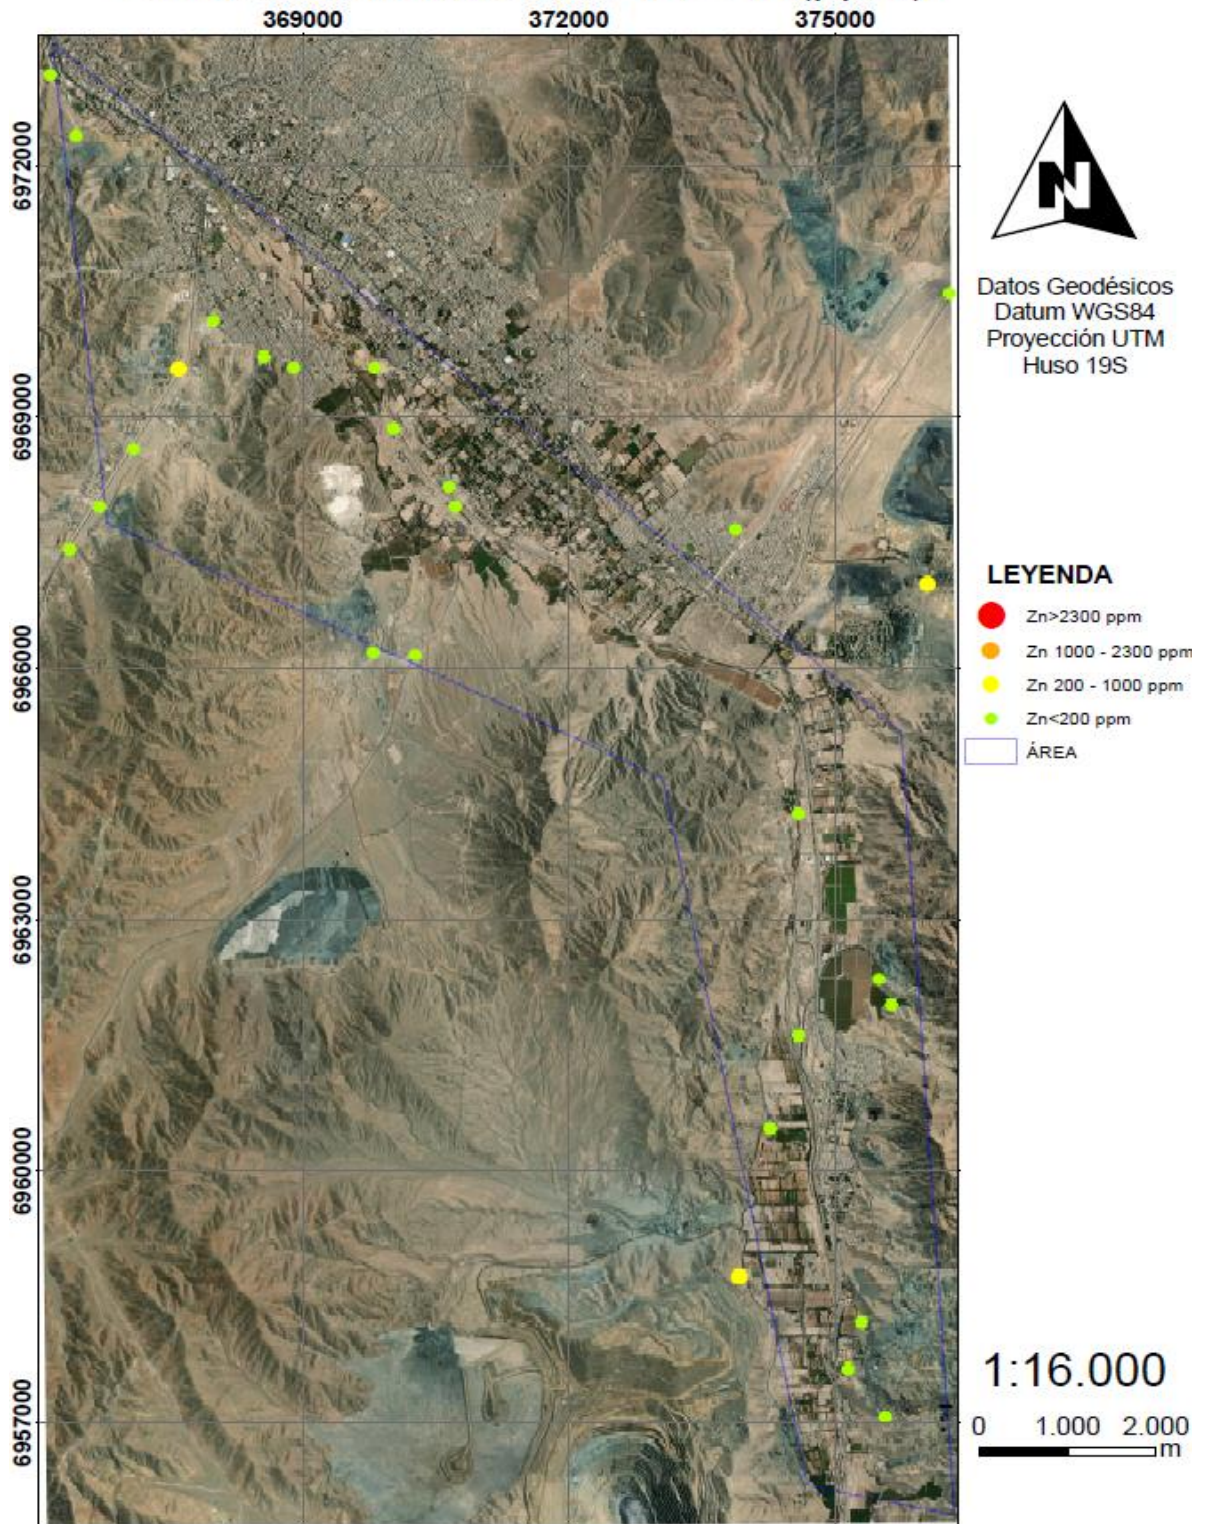 369000 372000 375000
6972000
6969000
6966000
6963000
6960000
6957000
N
Datos Geodésicos
Datum WGS84
Proyección UTM
Huso 19S
LEYENDA
Zn>2300 ppm
Zn 1000 - 2300 ppm
Zn 200 - 1000 ppm
Zn<200 ppm
ÁREA
1:16.000
0 1.000 2.000
m